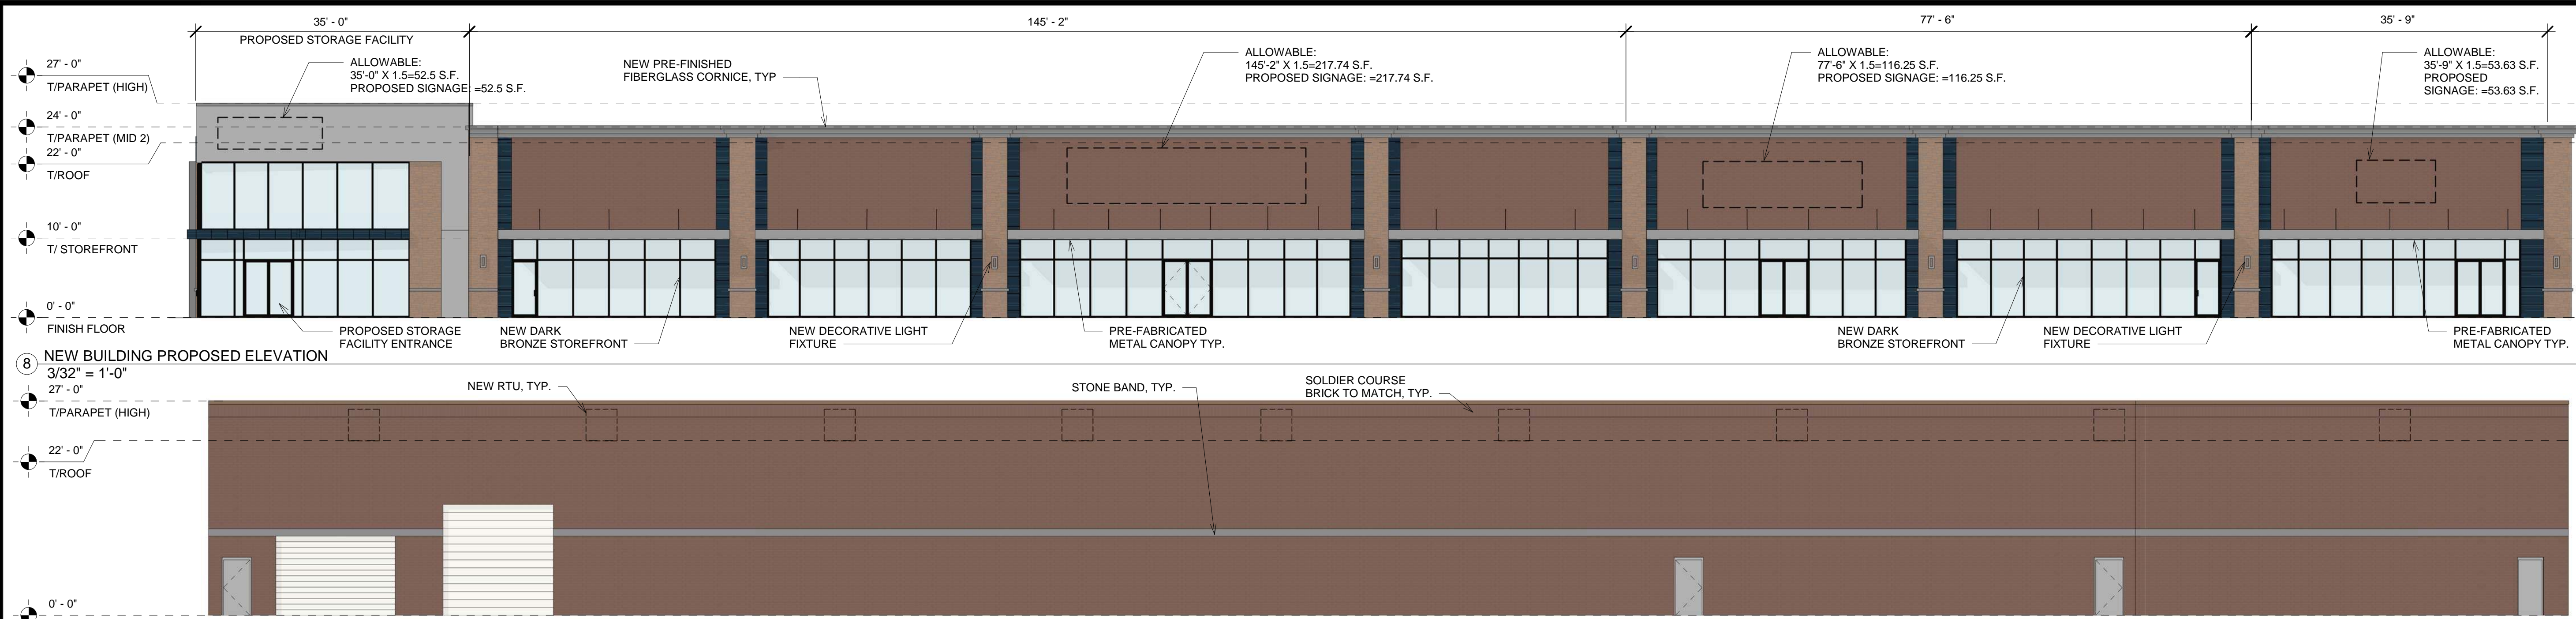 35' - 0"
145' - 2"
77' - 6"
35' - 9"
PROPOSED STORAGE FACILITY
27' - 0"
T/PARAPET (HIGH)
24' - 0"
T/PARAPET (MID 2)
22' - 0"
T/ROOF
10' - 0"
T/ STOREFRONT
0' - 0"
FINISH FLOOR
ALLOWABLE:
35'-0" X 1.5=52.5 S.F.
PROPOSED SIGNAGE: =52.5 S.F.
NEW PRE-FINISHED
FIBERGLASS CORNICE, TYP
ALLOWABLE:
145'-2" X 1.5=217.74 S.F.
PROPOSED SIGNAGE: =217.74 S.F.
ALLOWABLE:
77'-6" X 1.5=116.25 S.F.
PROPOSED SIGNAGE: =116.25 S.F.
ALLOWABLE:
35'-9" X 1.5=53.63 S.F.
PROPOSED
SIGNAGE: =53.63 S.F.
PROPOSED STORAGE
FACILITY ENTRANCE
NEW DARK
BRONZE STOREFRONT
NEW DECORATIVE LIGHT
FIXTURE
PRE-FABRICATED
METAL CANOPY TYP.
NEW DARK
BRONZE STOREFRONT
NEW DECORATIVE LIGHT
FIXTURE
PRE-FABRICATED
METAL CANOPY TYP.
8
NEW BUILDING PROPOSED ELEVATION
3/32" = 1'-0"
27' - 0"
T/PARAPET (HIGH)
22' - 0"
T/ROOF
0' - 0"
NEW RTU, TYP.
STONE BAND, TYP.
SOLDIER COURSE
BRICK TO MATCH, TYP.